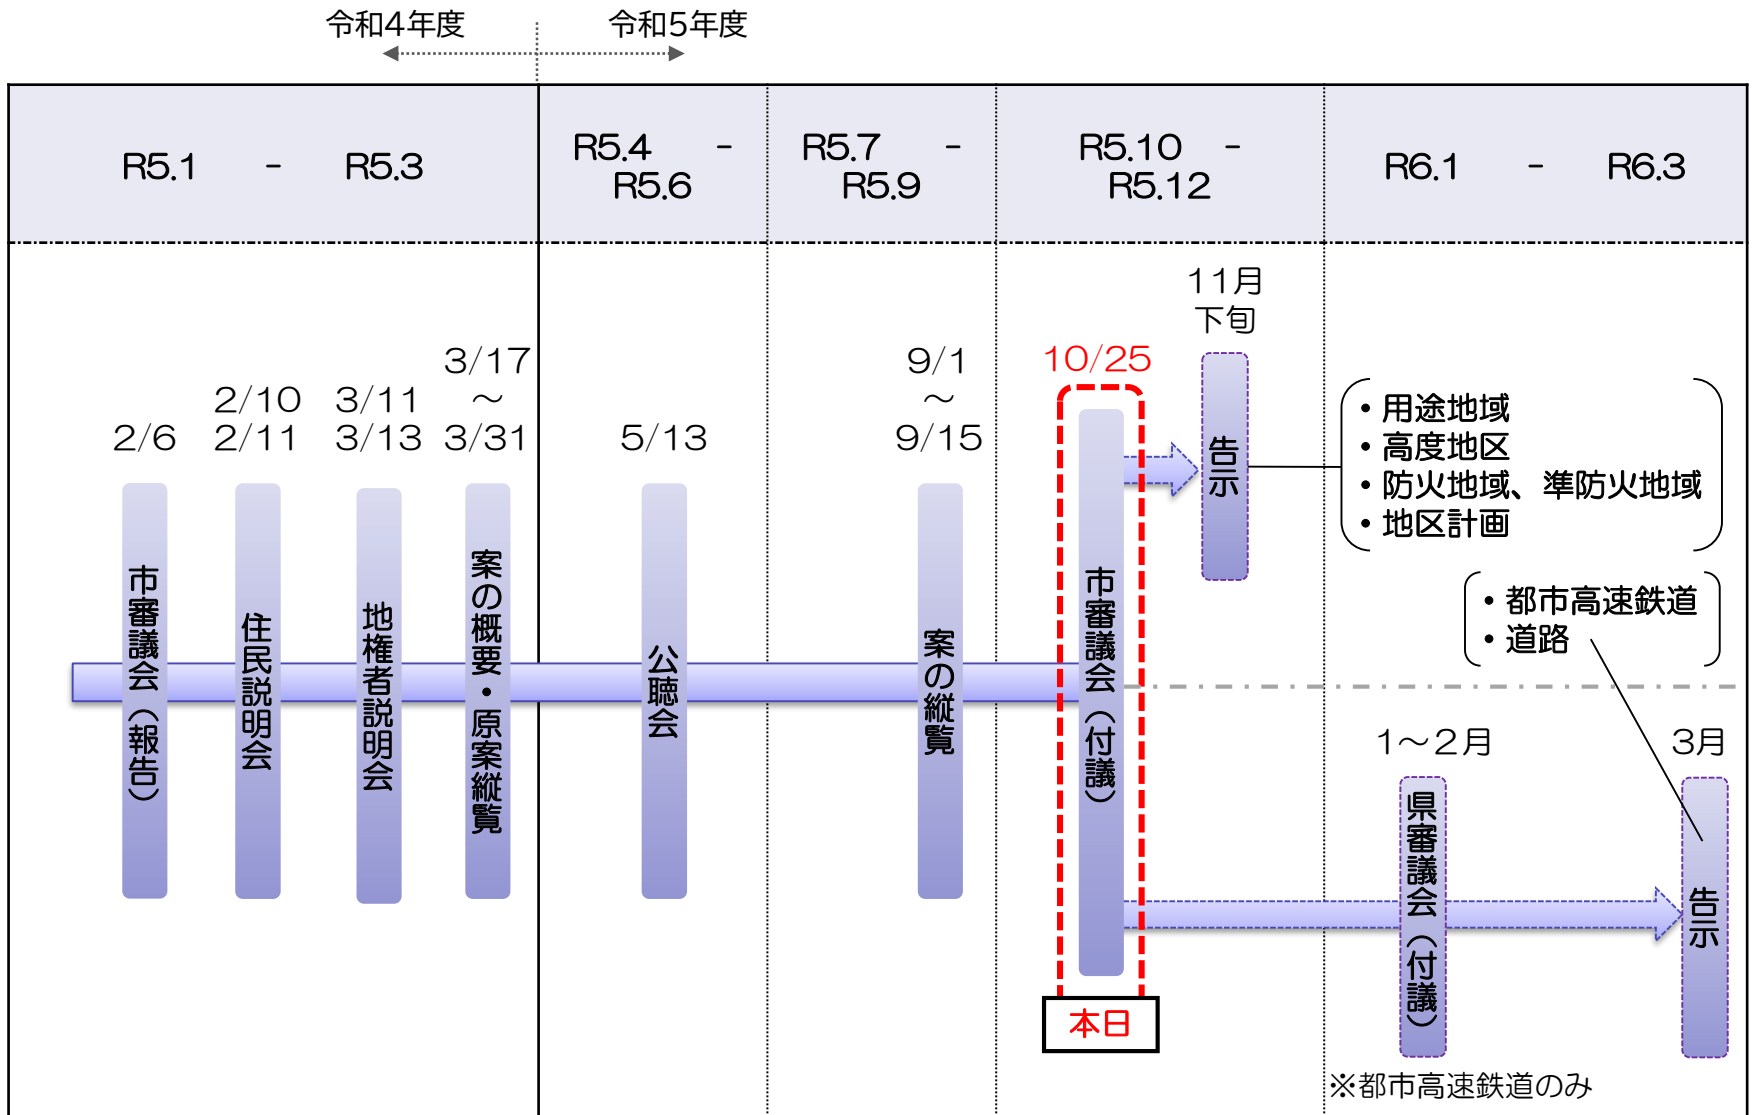 令和4年度
令和5年度
R5.1 - R5.3
R5.4 -
R5.6
R5.7 -
R5.9
R5.10 -
R5.12
R6.1 - R6.3
2/6
市審議会（報告）
2/10
2/11
住民説明会
3/11
3/13
地権者説明会
3/17
～
3/31
案の概要・原案縦覧
5/13
公聴会
9/1
～
9/15
案の縦覧
10/25
市審議会（付議）
本日
11月
下旬
告示
・用途地域
・高度地区
・防火地域、準防火地域
・地区計画
・都市高速鉄道
・道路
1～2月
県審議会（付議）
※都市高速鉄道のみ
3月
告示